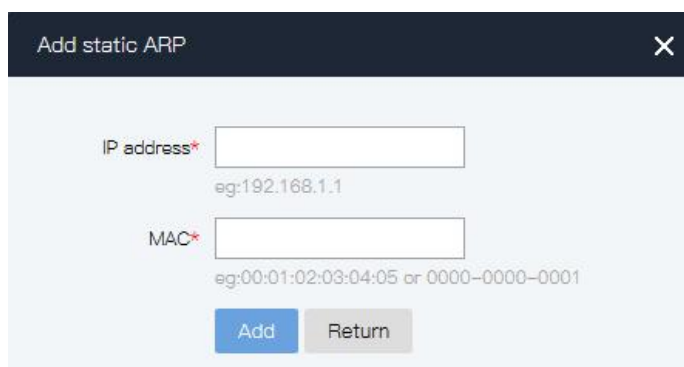 Add static ARP
IP address*
eg:192.168.1.1
MAC*
eg:00:01:02:03:04:05 or 0000-0000-0001
Add Return